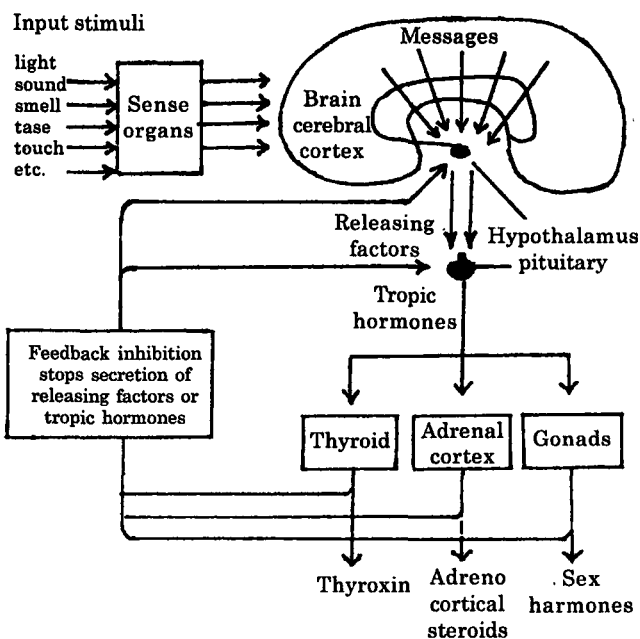 Input stimuli
light
sound
smell
tase
touch
etc.
Sense
organs
Messages
Brain
cerebral
cortex
Releasing
factors
Hypothalamus
pituitary
Tropic
hormones
Feedback inhibition
stops secretion of
releasing factors or
tropic hormones
Thyroid
Adrenal
cortex
Gonads
Thyroxin
Adreno
cortical
steroids
Sex
harmones